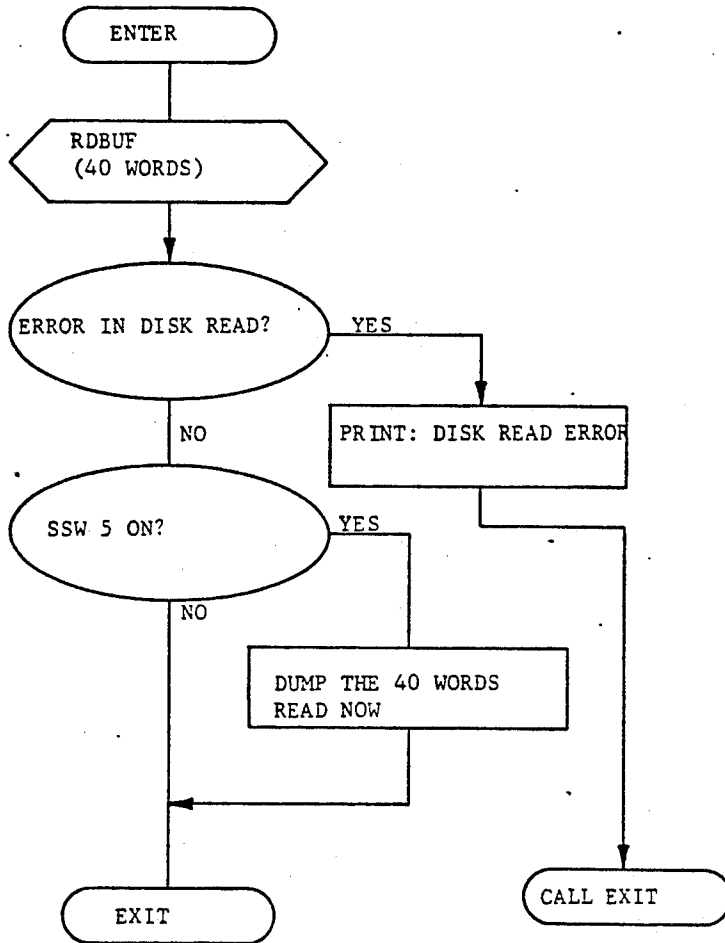 ENTER
RDBUF
(40 WORDS)
ERROR IN DISK READ?
YES
NO
PRINT: DISK READ ERROR
SSW 5 ON?
YES
NO
DUMP THE 40 WORDS
READ NOW
CALL EXIT
EXIT